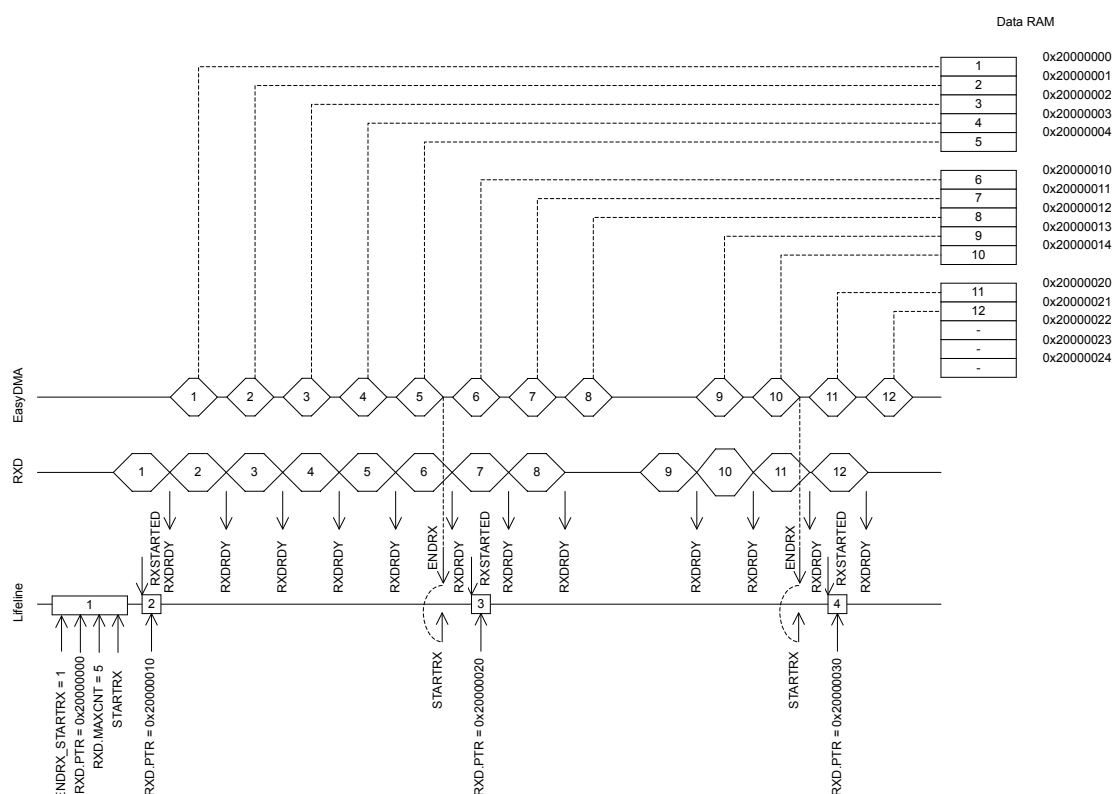 Data RAM
0x20000000
1
0x20000001
2
0x20000002
3
0x20000003
4
0x20000004
5
0x20000010
6
0x20000011
7
0x20000012
8
0x20000013
9
0x20000014
10
0x20000020
11
0x20000021
12
0x20000022
-
0x20000023
-
0x20000024
-
EasyDMA
1 2 3 4 5 6 7 8 9 10 11 12
RXD
1 2 3 4 5 6 7 8 9 10 11 12
RXSTARTED
RXDRDY
RXDRDY
RXDRDY
RXDRDY
RXDRDY
ENDRX
RXDRDY
RXSTARTED
RXDRDY
RXDRDY
RXDRDY
RXDRDY
ENDRX
RXDRDY
RXSTARTED
RXDRDY
Lifeline
1 2 3 4
ENDRX_STARTRX = 1
RXD.PTR = 0x20000000
RXD.MAXCNT = 5
STARTRX
RXD.PTR = 0x20000010
STARTRX
RXD.PTR = 0x20000020
STARTRX
RXD.PTR = 0x20000030